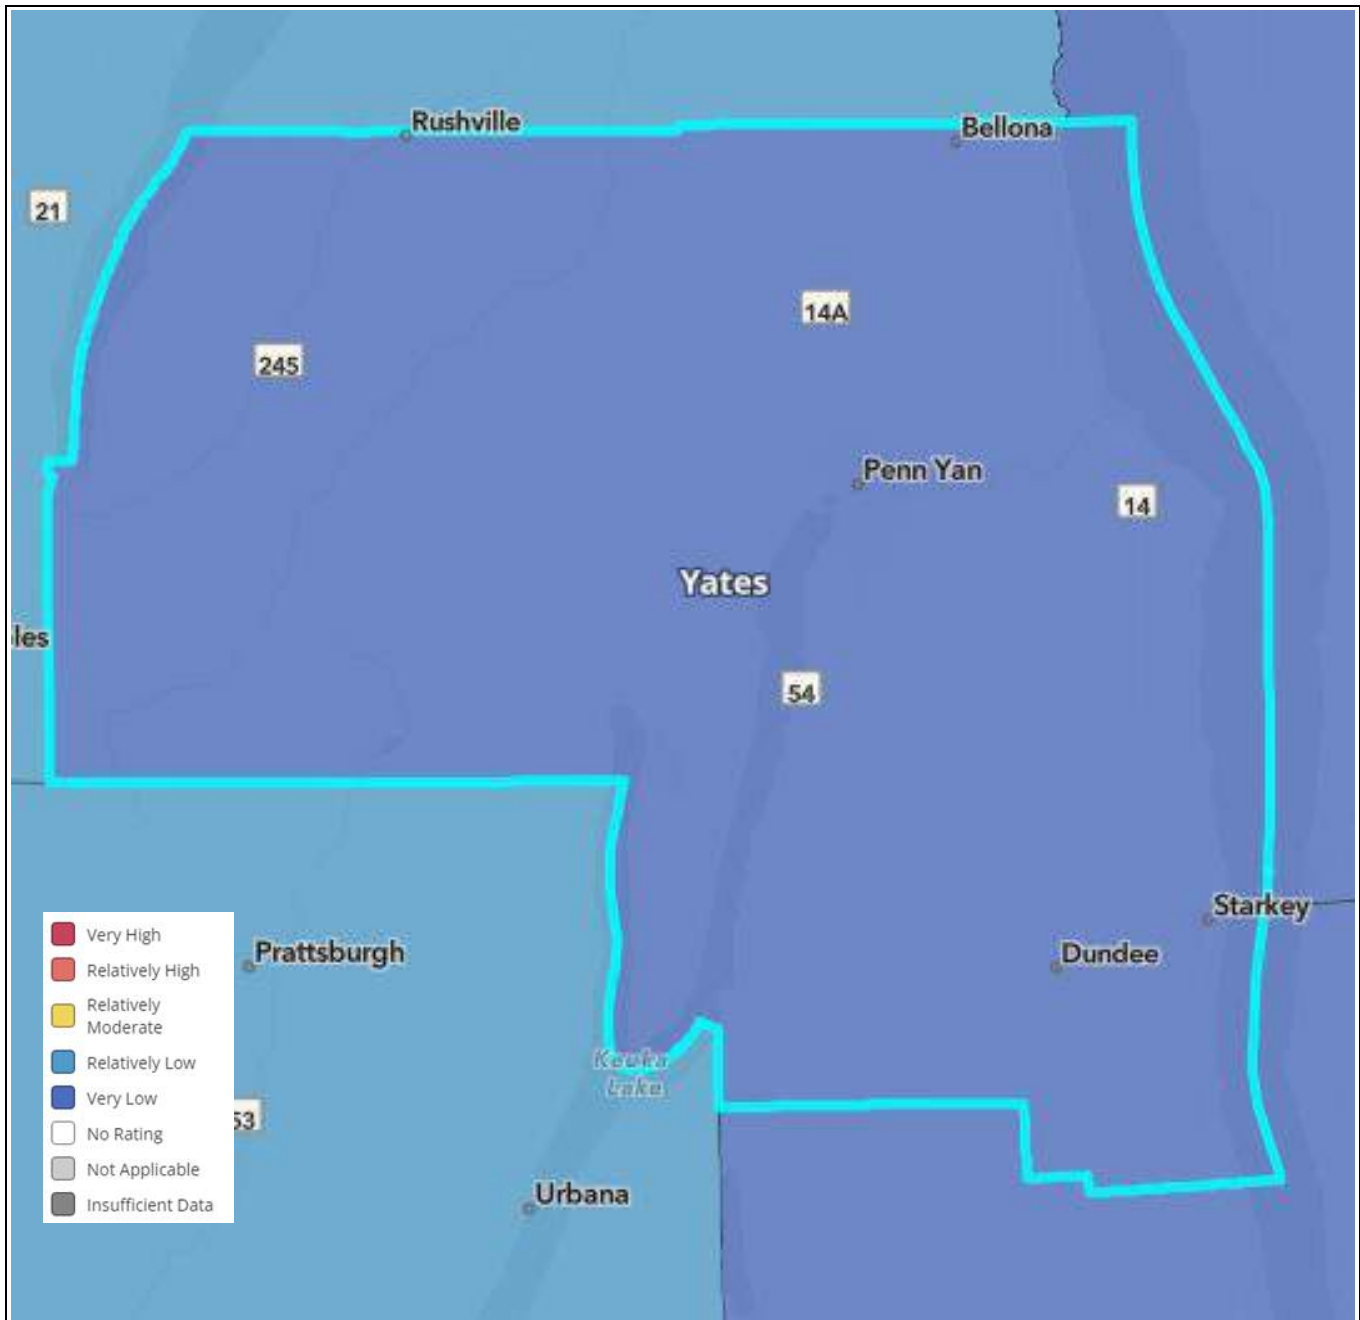 Rushville
Bellona
21
14A
245
Penn Yan
14
Yates
les
54
Starkey
Prattsburgh
Dundee
Keuka
Lake
53
Urbana
Very High
Relatively High
Relatively
Moderate
Relatively Low
Very Low
No Rating
Not Applicable
Insufficient Data